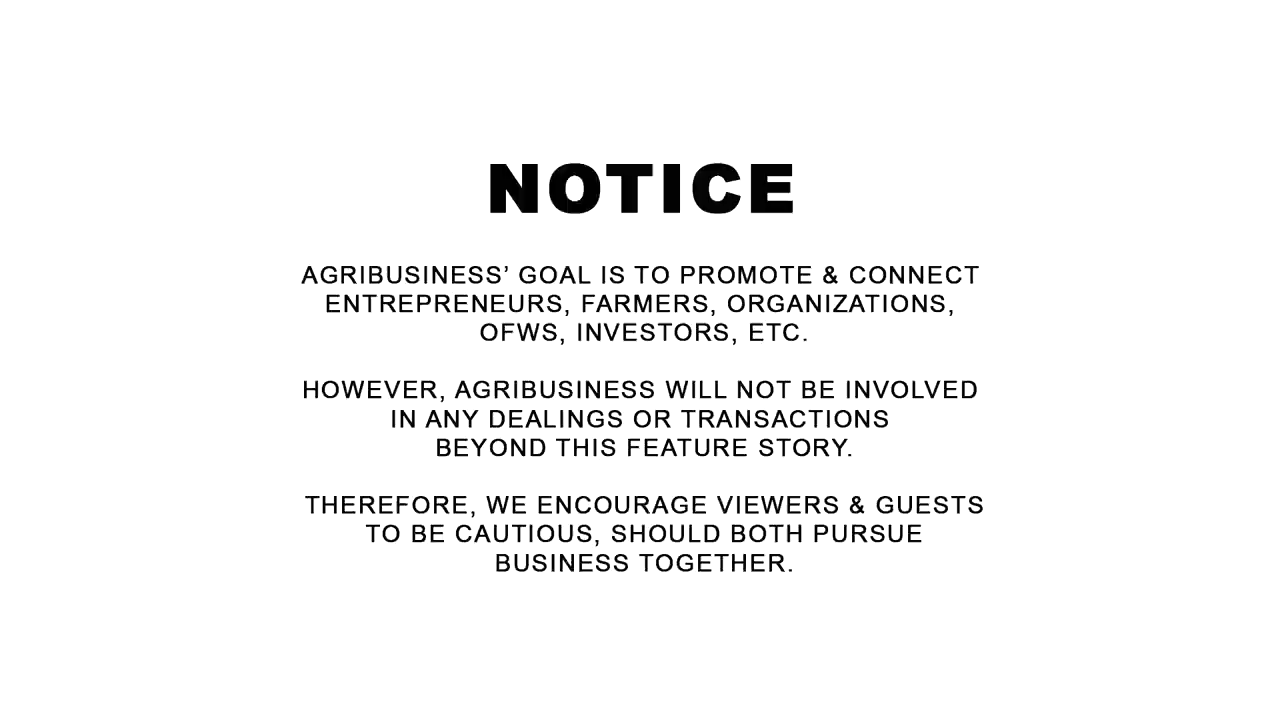 NOTICE
AGRIBUSINESS’ GOAL IS TO PROMOTE & CONNECT
ENTREPRENEURS, FARMERS, ORGANIZATIONS,
OFWS, INVESTORS, ETC.
HOWEVER, AGRIBUSINESS WILL NOT BE INVOLVED
IN ANY DEALINGS OR TRANSACTIONS
BEYOND THIS FEATURE STORY.
THEREFORE, WE ENCOURAGE VIEWERS & GUESTS
TO BE CAUTIOUS, SHOULD BOTH PURSUE
BUSINESS TOGETHER.